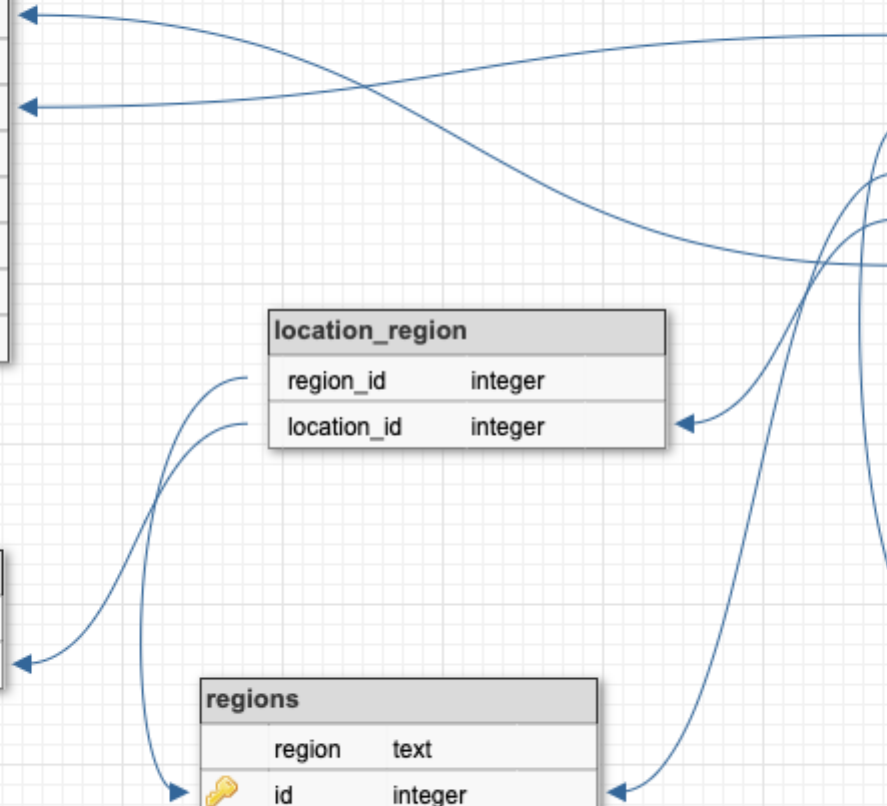 location_region
region_id integer
location_id integer
regions
region text
id integer